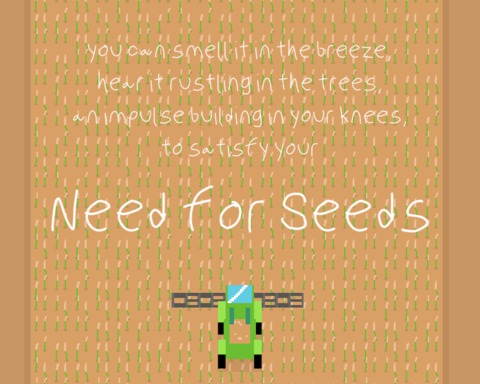 you can smell it in the breeze,
hear it rustling in the trees,
an impulse building in your knees,
to satisfy your
Need for Seeds